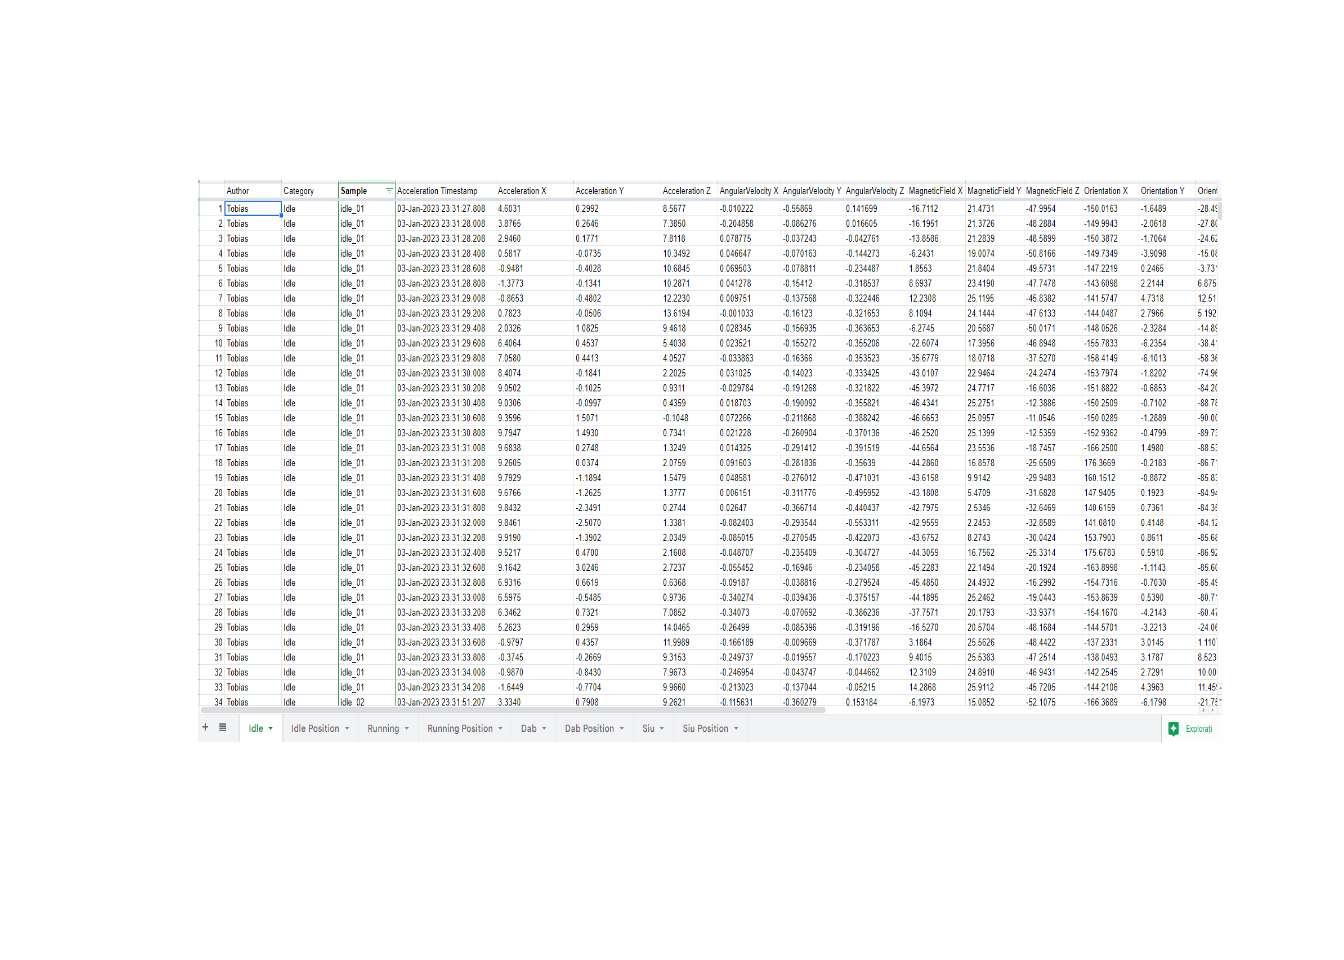 Author Category Sample Acceleration Timestamp Acceleration X Acceleration Y Acceleration Z AngularVelocity X AngularVelocity Y AngularVelocity Z MagneticField X MagneticField Y MagneticField Z Orientation X Orientation Y Orient
1 Tobias Idle idle_01 03-Jan-2023 23:31:27.808 4.6031 0.2992 8.5677 -0.010222 -0.55869 0.141699 -16.7112 21.4731 -47.9954 -150.0163 -1.6489 -28.49
2 Tobias Idle idle_01 03-Jan-2023 23:31:28.008 3.8765 0.2646 7.3850 -0.204858 -0.086276 0.016605 -16.1951 21.3726 -48.2884 -149.9943 -2.0618 -27.80
3 Tobias Idle idle_01 03-Jan-2023 23:31:28.208 2.9460 0.1771 7.8118 0.078775 -0.037243 -0.042761 -13.8586 21.2839 -48.5899 -150.3872 -1.7064 -24.62
4 Tobias Idle idle_01 03-Jan-2023 23:31:28.408 0.5817 -0.0735 10.3492 0.046647 -0.070163 -0.144273 -6.2431 19.0074 -50.8166 -149.7349 -3.9098 -15.08
5 Tobias Idle idle_01 03-Jan-2023 23:31:28.608 -0.9481 -0.4028 10.6845 0.069503 -0.078811 -0.234487 1.8553 21.8404 -49.5731 -147.2219 0.2465 -3.73
6 Tobias Idle idle_01 03-Jan-2023 23:31:28.808 -1.3773 -0.1341 10.2871 0.041278 -0.15412 -0.318537 8.6937 23.4190 -47.7478 -143.6098 2.2144 6.875
7 Tobias Idle idle_01 03-Jan-2023 23:31:29.008 -0.8653 -0.4802 12.2230 0.009751 -0.137568 -0.322446 12.2308 25.1195 -45.8382 -141.5747 4.7318 12.51
8 Tobias Idle idle_01 03-Jan-2023 23:31:29.208 0.7823 -0.0506 13.6194 -0.001033 -0.16123 -0.321653 8.1094 24.1444 -47.6133 -144.0487 2.7966 5.192
9 Tobias Idle idle_01 03-Jan-2023 23:31:29.408 2.0326 1.0825 9.4618 0.028345 -0.156935 -0.363653 -6.2745 20.5687 -50.0171 -148.0526 -2.3284 -14.89
10 Tobias Idle idle_01 03-Jan-2023 23:31:29.608 6.4064 0.4537 5.4038 0.023521 -0.155272 -0.355206 -22.6074 17.3956 -46.8948 -155.7833 -6.2354 -38.4
11 Tobias Idle idle_01 03-Jan-2023 23:31:29.808 7.0580 0.4413 4.0527 -0.033863 -0.16366 -0.353523 -35.6779 18.0718 -37.5270 -158.4149 -6.1013 -58.36
12 Tobias Idle idle_01 03-Jan-2023 23:31:30.008 8.4074 -0.1841 2.2025 0.031025 -0.14023 -0.333425 -43.0107 22.9464 -24.2474 -153.7974 -1.8202 -74.96
13 Tobias Idle idle_01 03-Jan-2023 23:31:30.208 9.0502 -0.1025 0.9311 -0.029784 -0.191268 -0.321822 -45.3972 24.7717 -16.6036 -151.8822 -0.6853 -84.20
14 Tobias Idle idle_01 03-Jan-2023 23:31:30.408 9.0306 -0.0997 0.4359 0.018703 -0.190092 -0.355821 -46.4341 25.2751 -12.3886 -150.2509 -0.7102 -88.78
15 Tobias Idle idle_01 03-Jan-2023 23:31:30.608 9.3596 1.5071 -0.1048 0.072266 -0.211868 -0.388242 -46.6653 25.0957 -11.0546 -150.0289 -1.2889 -90.00
16 Tobias Idle idle_01 03-Jan-2023 23:31:30.808 9.7947 1.4930 0.7341 0.021228 -0.260904 -0.370136 -46.2520 25.1399 -12.5359 -152.9362 -0.4799 -89.7
17 Tobias Idle idle_01 03-Jan-2023 23:31:31.008 9.6838 0.2748 1.3249 0.014325 -0.291412 -0.391519 -44.6564 23.5536 -18.7457 -166.2500 1.4980 -88.5
18 Tobias Idle idle_01 03-Jan-2023 23:31:31.208 9.2605 0.0374 2.0759 0.091603 -0.281836 -0.35639 -44.2860 16.8578 -25.6509 176.3669 -0.2183 -86.7
19 Tobias Idle idle_01 03-Jan-2023 23:31:31.408 9.7929 -1.1894 1.5479 0.048581 -0.276012 -0.471031 -43.6158 9.9142 -29.9483 160.1512 -0.8872 -85.8
20 Tobias Idle idle_01 03-Jan-2023 23:31:31.608 9.6766 -1.2625 1.3777 0.006151 -0.311776 -0.495952 -43.1808 5.4709 -31.6828 147.9405 0.1923 -84.94
21 Tobias Idle idle_01 03-Jan-2023 23:31:31.808 9.8432 -2.3491 0.2744 0.02647 -0.366714 -0.440437 -42.7975 2.5346 -32.6469 140.6159 0.7361 -84.35
22 Tobias Idle idle_01 03-Jan-2023 23:31:32.008 9.8461 -2.5070 1.3381 -0.082403 -0.293544 -0.553311 -42.9559 2.2453 -32.8589 141.0810 0.4148 -84.12
23 Tobias Idle idle_01 03-Jan-2023 23:31:32.208 9.9190 -1.3902 2.0349 -0.085015 -0.270545 -0.422073 -43.6752 8.2743 -30.0424 153.7903 0.8611 -85.68
24 Tobias Idle idle_01 03-Jan-2023 23:31:32.408 9.5217 0.4700 2.1608 -0.048707 -0.235409 -0.304727 -44.3059 16.7562 -25.3314 175.6783 0.5910 -86.92
25 Tobias Idle idle_01 03-Jan-2023 23:31:32.608 9.1642 3.0246 2.7237 -0.055452 -0.16946 -0.234058 -45.2283 22.1494 -20.1924 -163.8998 -1.1143 -85.60
26 Tobias Idle idle_01 03-Jan-2023 23:31:32.808 6.9316 0.6619 0.6368 -0.09187 -0.038816 -0.279524 -45.4850 24.4932 -16.2992 -154.7316 -0.7030 -85.49
27 Tobias Idle idle_01 03-Jan-2023 23:31:33.008 6.5975 -0.5485 0.9736 -0.340274 -0.039436 -0.375157 -44.1895 25.2462 -19.0443 -153.8639 0.5390 -80.7
28 Tobias Idle idle_01 03-Jan-2023 23:31:33.208 6.3462 0.7321 7.0852 -0.34073 -0.070692 -0.386236 -37.7571 20.1793 -33.9371 -154.1670 -4.2143 -60.47
29 Tobias Idle idle_01 03-Jan-2023 23:31:33.408 5.2623 0.2959 14.0465 -0.26499 -0.085396 -0.319196 -16.5270 20.5704 -48.1684 -144.5701 -3.2213 -24.06
30 Tobias Idle idle_01 03-Jan-2023 23:31:33.608 -0.9797 0.4357 11.9989 -0.166189 -0.009669 -0.371787 3.1864 25.5626 -48.4422 -137.2331 3.0145 1.110
31 Tobias Idle idle_01 03-Jan-2023 23:31:33.808 -0.3745 -0.2669 9.3153 -0.249737 -0.019557 -0.170223 9.4015 25.5383 -47.2514 -138.0493 3.1787 8.523
32 Tobias Idle idle_01 03-Jan-2023 23:31:34.008 -0.9870 -0.8430 7.9673 -0.246954 -0.043747 -0.044662 12.3109 24.8910 -46.9431 -142.2545 2.7291 10.00
33 Tobias Idle idle_01 03-Jan-2023 23:31:34.208 -1.6449 -0.7704 9.9660 -0.213023 -0.137044 -0.05215 14.2868 25.9112 -45.7205 -144.2106 4.3963 11.45
34 Tobias Idle idle_02 03-Jan-2023 23:31:51.207 3.3340 0.7908 9.2621 -0.115631 -0.360279 0.153184 -6.1973 15.0852 -52.1075 -166.3689 -6.1798 -21.75
+ Idle Idle Position Running Running Position Dab Dab Position Siu Siu Position Explorați